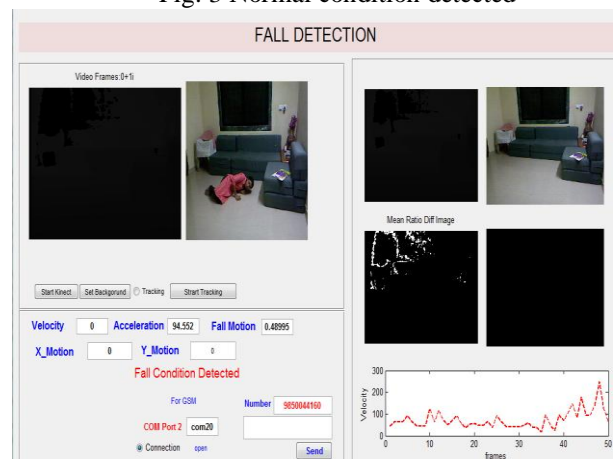 Fig. 5 Normal condition detected
FALL DETECTION
Video Frames:0+1i
Start Kinect Set Backgorund Tracking Strart Tracking
Velocity 0 Acceleration 94.552 Fall Motion 0.48995
X_Motion 0 Y_Motion 0
Fall Condition Detected
For GSM
Number 9850044160
COM Port 2 com20
Connection open
Send
Mean Ratio Diff Image
Velocity
300
200
100
0
0 10 20 30 40 50
frames